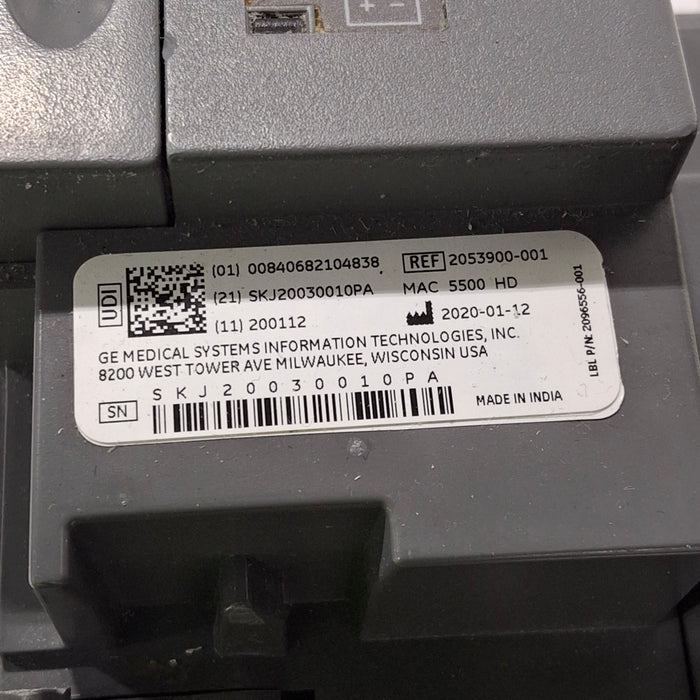 UDI
(01) 00840682104838
REF 2053900-001
(21) SKJ20030010PA
MAC 5500 HD
(11) 200112
2020-01-12
GE MEDICAL SYSTEMS INFORMATION TECHNOLOGIES, INC.
8200 WEST TOWER AVE MILWAUKEE, WISCONSIN USA
SKJ20030010PA
SN
MADE IN INDIA
LBL P/N: 2096556-001